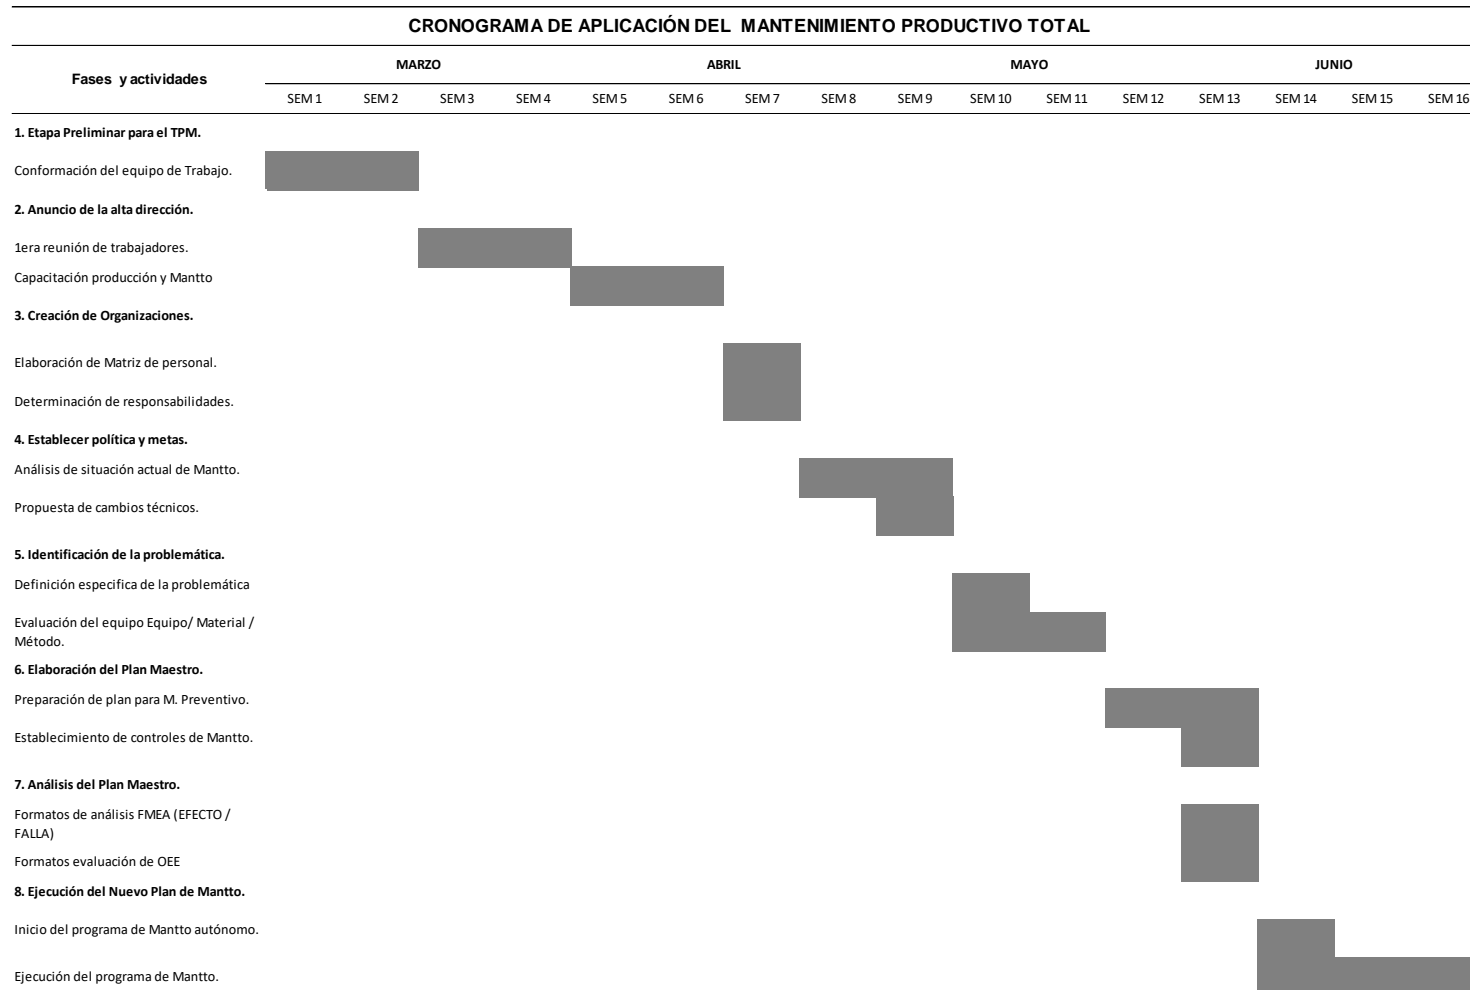 CRONOGRAMA DE APLICACIÓN DEL MANTENIMIENTO PRODUCTIVO TOTAL
Fases y actividades
MARZO ABRIL MAYO JUNIO
SEM 1 SEM 2 SEM 3 SEM 4 SEM 5 SEM 6 SEM 7 SEM 8 SEM 9 SEM 10 SEM 11 SEM 12 SEM 13 SEM 14 SEM 15 SEM 16
1. Etapa Preliminar para el TPM.
Conformación del equipo de Trabajo.
2. Anuncio de la alta dirección.
1era reunión de trabajadores.
Capacitación producción y Mantto
3. Creación de Organizaciones.
Elaboración de Matriz de personal.
Determinación de responsabilidades.
4. Establecer política y metas.
Análisis de situación actual de Mantto.
Propuesta de cambios técnicos.
5. Identificación de la problemática.
Definición especifica de la problemática
Evaluación del equipo Equipo/ Material /
Método.
6. Elaboración del Plan Maestro.
Preparación de plan para M. Preventivo.
Establecimiento de controles de Mantto.
7. Análisis del Plan Maestro.
Formatos de análisis FMEA (EFECTO /
FALLA)
Formatos evaluación de OEE
8. Ejecución del Nuevo Plan de Mantto.
Inicio del programa de Mantto autónomo.
Ejecución del programa de Mantto.